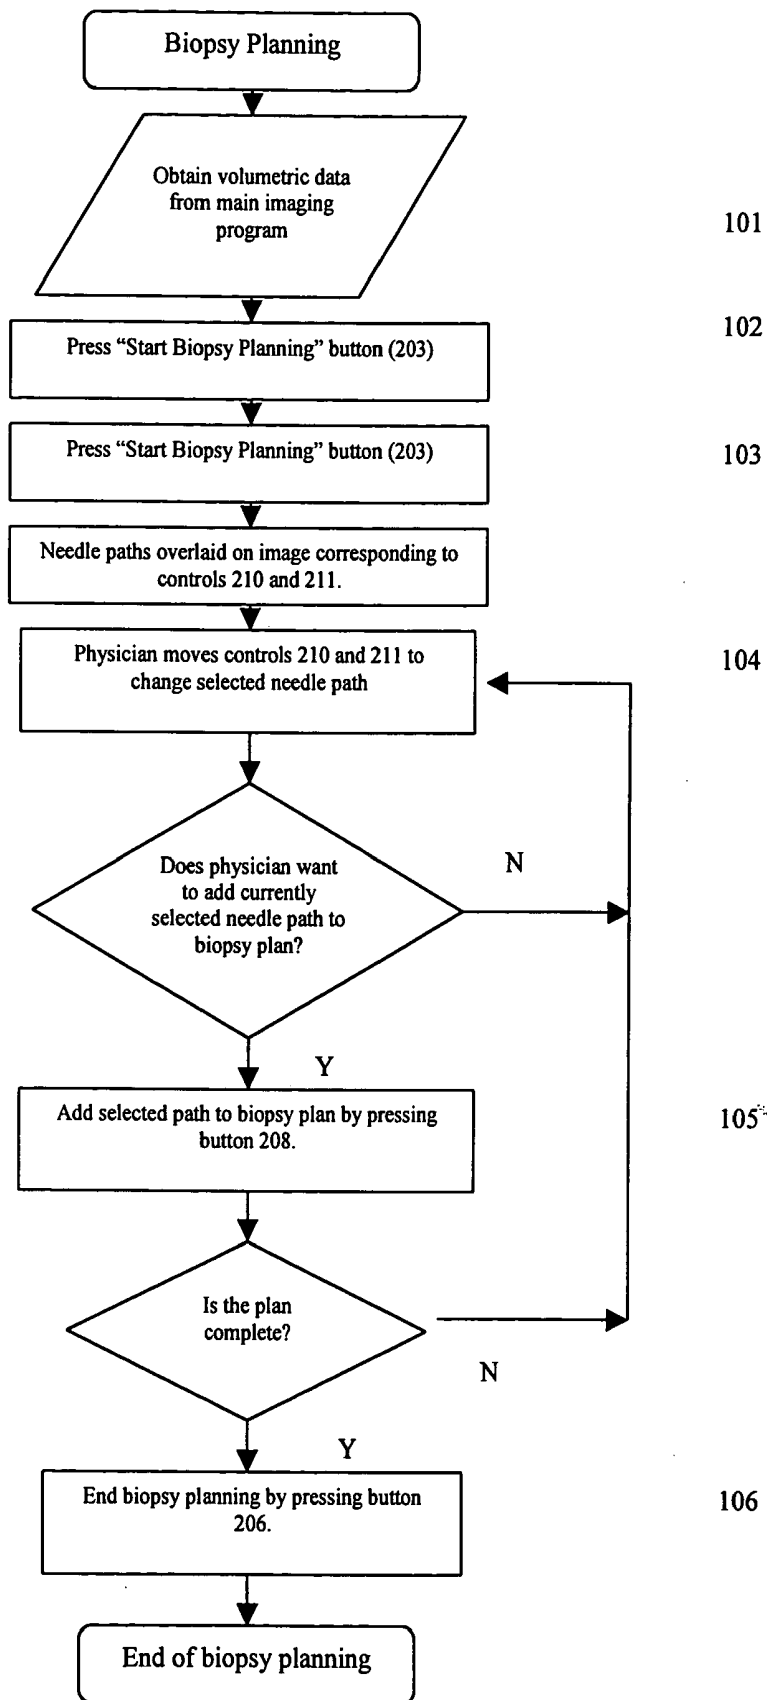 Biopsy Planning
Obtain volumetric data
from main imaging
program
101
102
Press “Start Biopsy Planning” button (203)
Press “Start Biopsy Planning” button (203)
103
Needle paths overlaid on image corresponding to
controls 210 and 211.
Physician moves controls 210 and 211 to
change selected needle path
104
Does physician want
to add currently
selected needle path to
biopsy plan?
N
Y
Add selected path to biopsy plan by pressing
button 208.
105
Is the plan
complete?
N
Y
End biopsy planning by pressing button
206.
106
End of biopsy planning